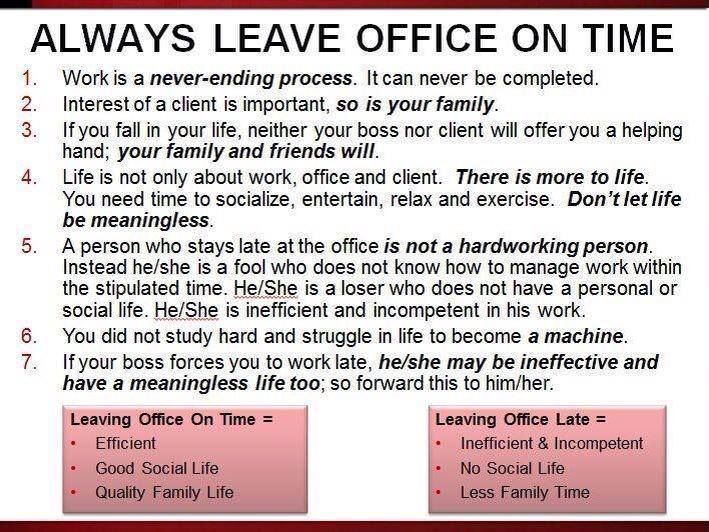 ALWAYS LEAVE OFFICE ON TIME
1. Work is a never-ending process. It can never be completed.
2. Interest of a client is important, so is your family.
3. If you fall in your life, neither your boss nor client will offer you a helping
hand; your family and friends will.
4. Life is not only about work, office and client. There is more to life.
You need time to socialize, entertain, relax and exercise. Don't let life
be meaningless.
5. A person who stays late at the office is not a hardworking person.
Instead he/she is a fool who does not know how to manage work within
the stipulated time. He/She is a loser who does not have a personal or
social life. He/She is inefficient and incompetent in his work.
6. You did not study hard and struggle in life to become a machine.
7. If your boss forces you to work late, he/she may be ineffective and
have a meaningless life too; so forward this to him/her.
Leaving Office On Time =
• Efficient
• Good Social Life
• Quality Family Life
Leaving Office Late =
• Inefficient & Incompetent
• No Social Life
• Less Family Time